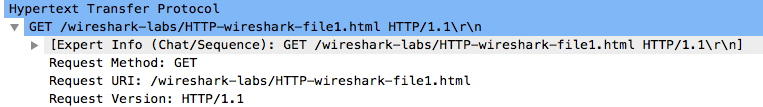 Hypertext Transfer Protocol
GET /wireshark-labs/HTTP-wireshark-file1.html HTTP/1.1\r\n
[Expert Info (Chat/Sequence): GET /wireshark-labs/HTTP-wireshark-file1.html HTTP/1.1\r\n]
Request Method: GET
Request URI: /wireshark-labs/HTTP-wireshark-file1.html
Request Version: HTTP/1.1